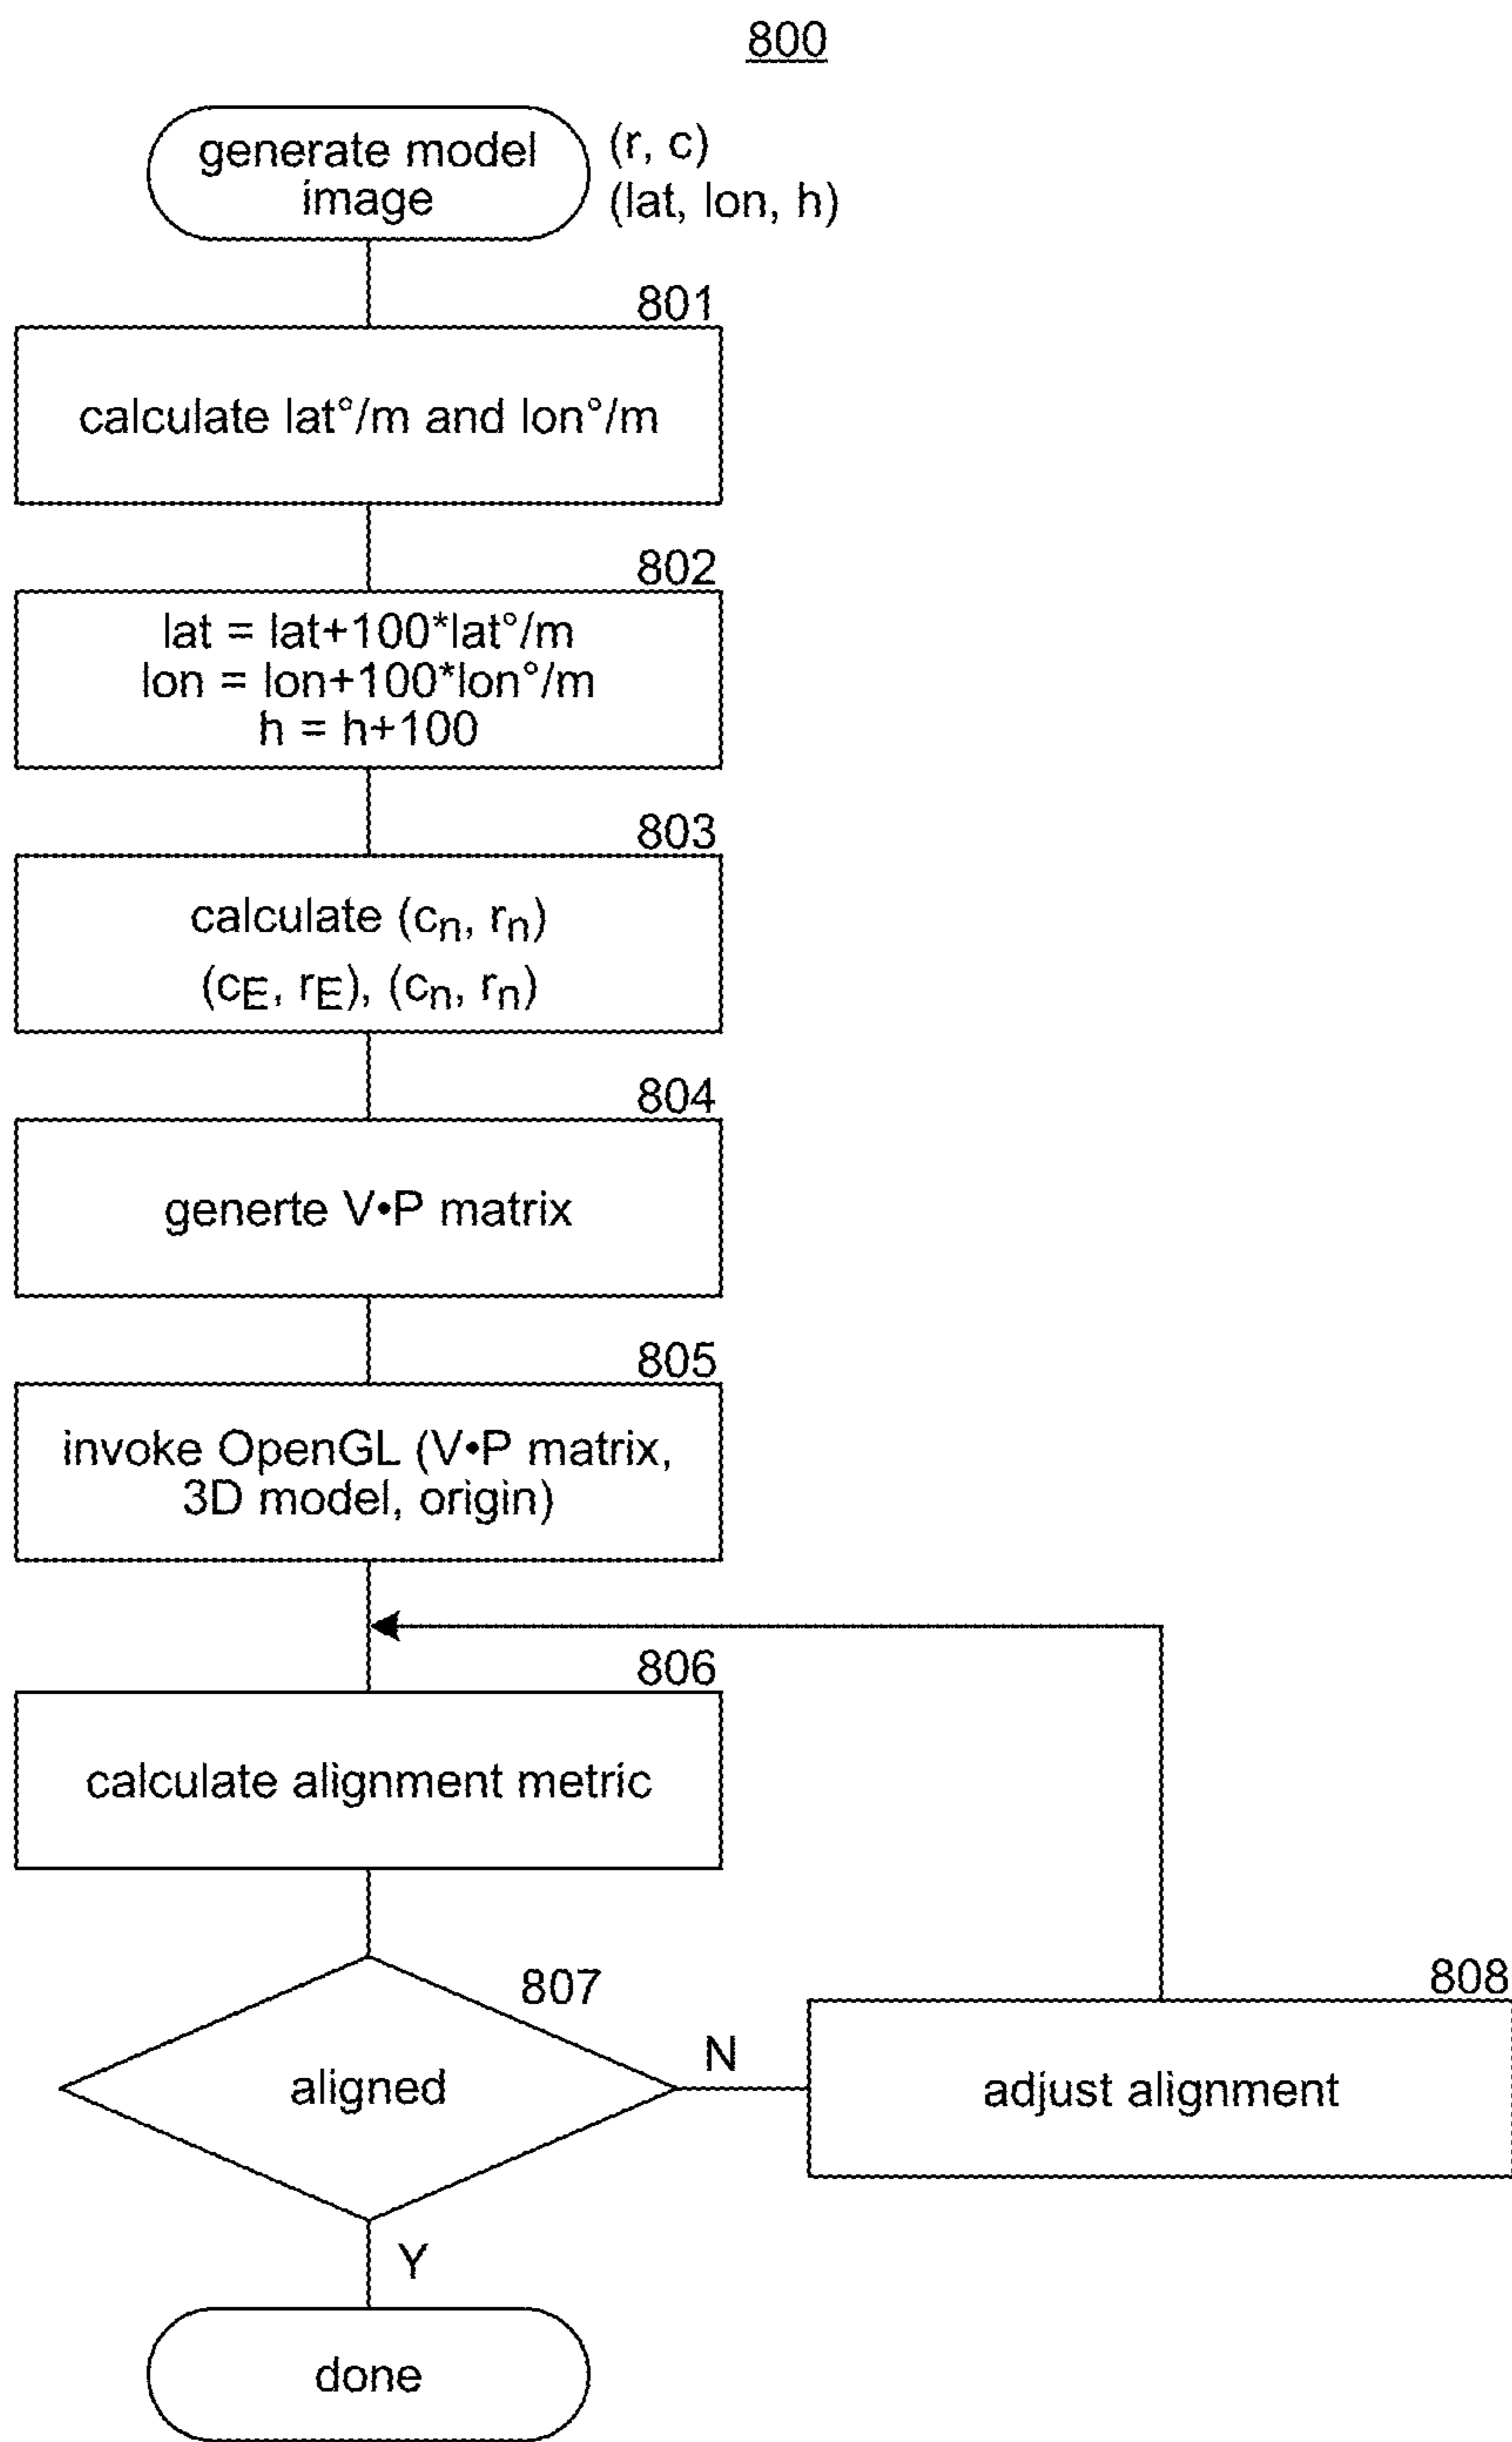 800
generate model
image
(r, c)
(lat, lon, h)
801
calculate lat°/m and lon°/m
802
lat = lat+100*lat°/m
lon = lon+100*lon°/m
h = h+100
803
calculate (cn, rn)
(cE, rE), (cn, rn)
804
generte V•P matrix
805
invoke OpenGL (V•P matrix,
3D model, origin)
806
calculate alignment metric
807
aligned
N
808
adjust alignment
Y
done